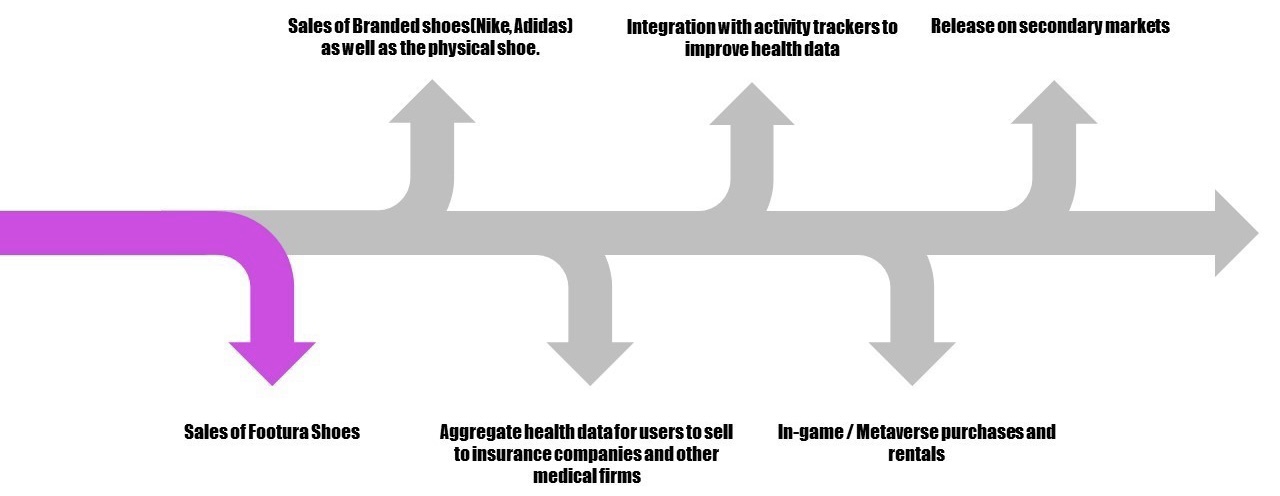 Sales of Branded shoes(Nike, Adidas)
as well as the physical shoe.
Integration with activity trackers to
improve health data
Release on secondary markets
Sales of Footura Shoes
Aggregate health data for users to sell
to insurance companies and other
medical firms
In-game / Metaverse purchases and
rentals